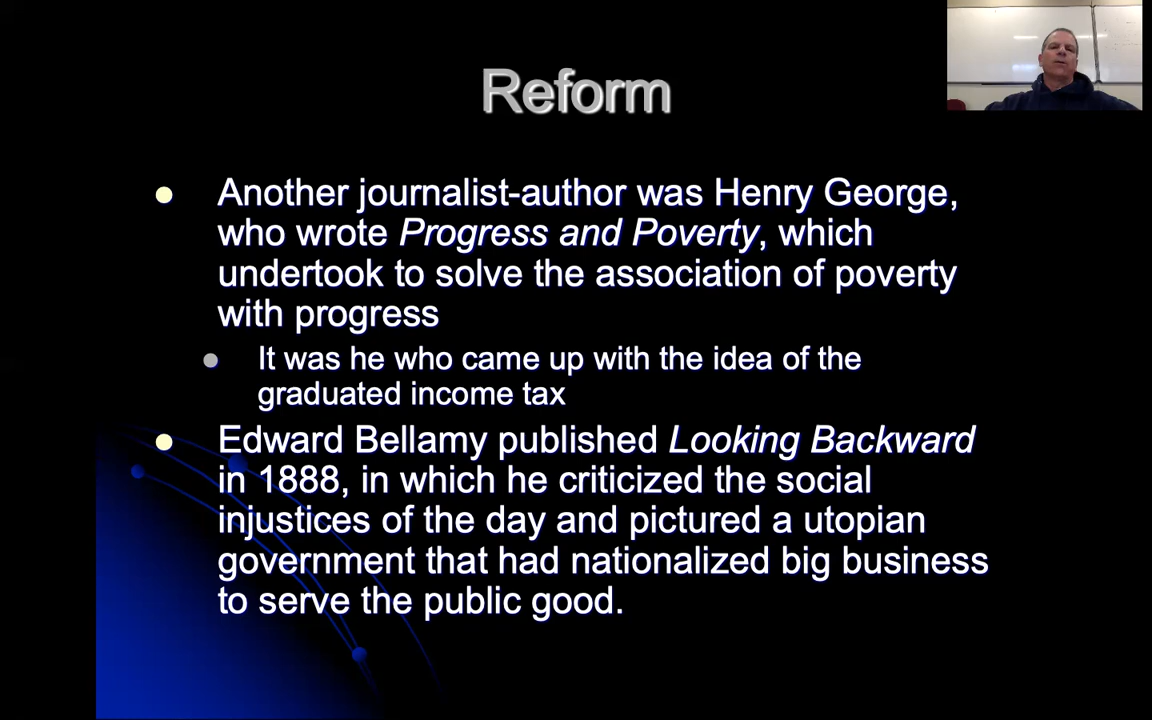 Reform
Another journalist-author was Henry George,
who wrote Progress and Poverty, which
undertook to solve the association of poverty
with progress
It was he who came up with the idea of the
graduated income tax
Edward Bellamy published Looking Backward
in 1888, in which he criticized the social
injustices of the day and pictured a utopian
government that had nationalized big business
to serve the public good.